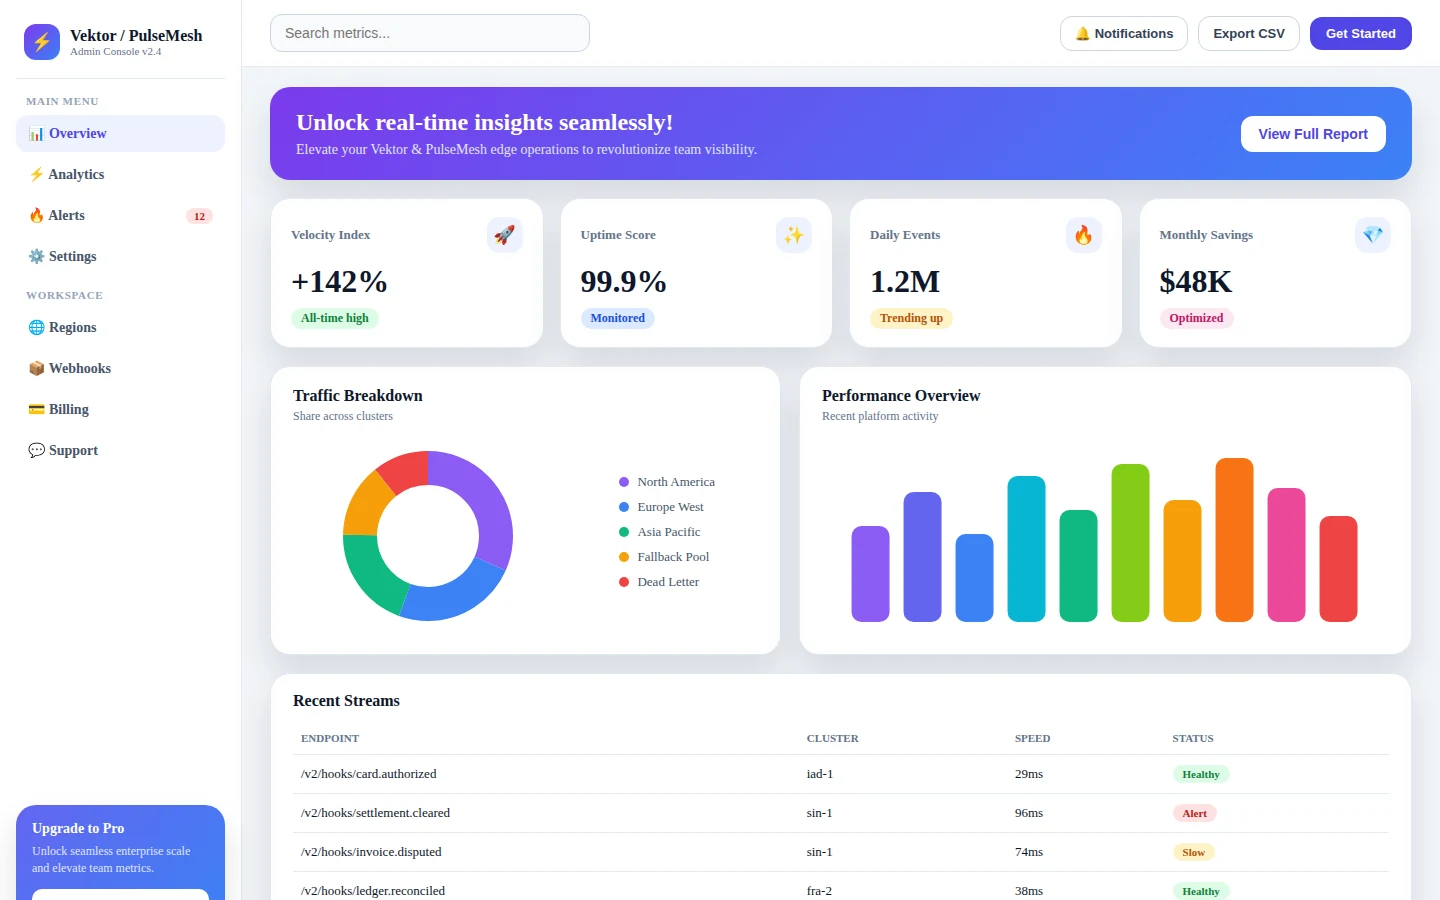 ⚡ Vektor / PulseMesh
Admin Console v2.4
MAIN MENU
📊 Overview
⚡ Analytics
🔥 Alerts 12
⚙️ Settings
WORKSPACE
🌐 Regions
📦 Webhooks
💳 Billing
💬 Support
Upgrade to Pro
Unlock seamless enterprise scale
and elevate team metrics.
Search metrics...
🔔 Notifications
Export CSV
Get Started
Unlock real-time insights seamlessly!
Elevate your Vektor & PulseMesh edge operations to revolutionize team visibility.
View Full Report
Velocity Index 🚀
+142%
All-time high
Uptime Score ✨
99.9%
Monitored
Daily Events 🔥
1.2M
Trending up
Monthly Savings 💎
$48K
Optimized
Traffic Breakdown
Share across clusters
North America
Europe West
Asia Pacific
Fallback Pool
Dead Letter
Performance Overview
Recent platform activity
Recent Streams
ENDPOINT CLUSTER SPEED STATUS
/v2/hooks/card.authorized iad-1 29ms Healthy
/v2/hooks/settlement.cleared sin-1 96ms Alert
/v2/hooks/invoice.disputed sin-1 74ms Slow
/v2/hooks/ledger.reconciled fra-2 38ms Healthy